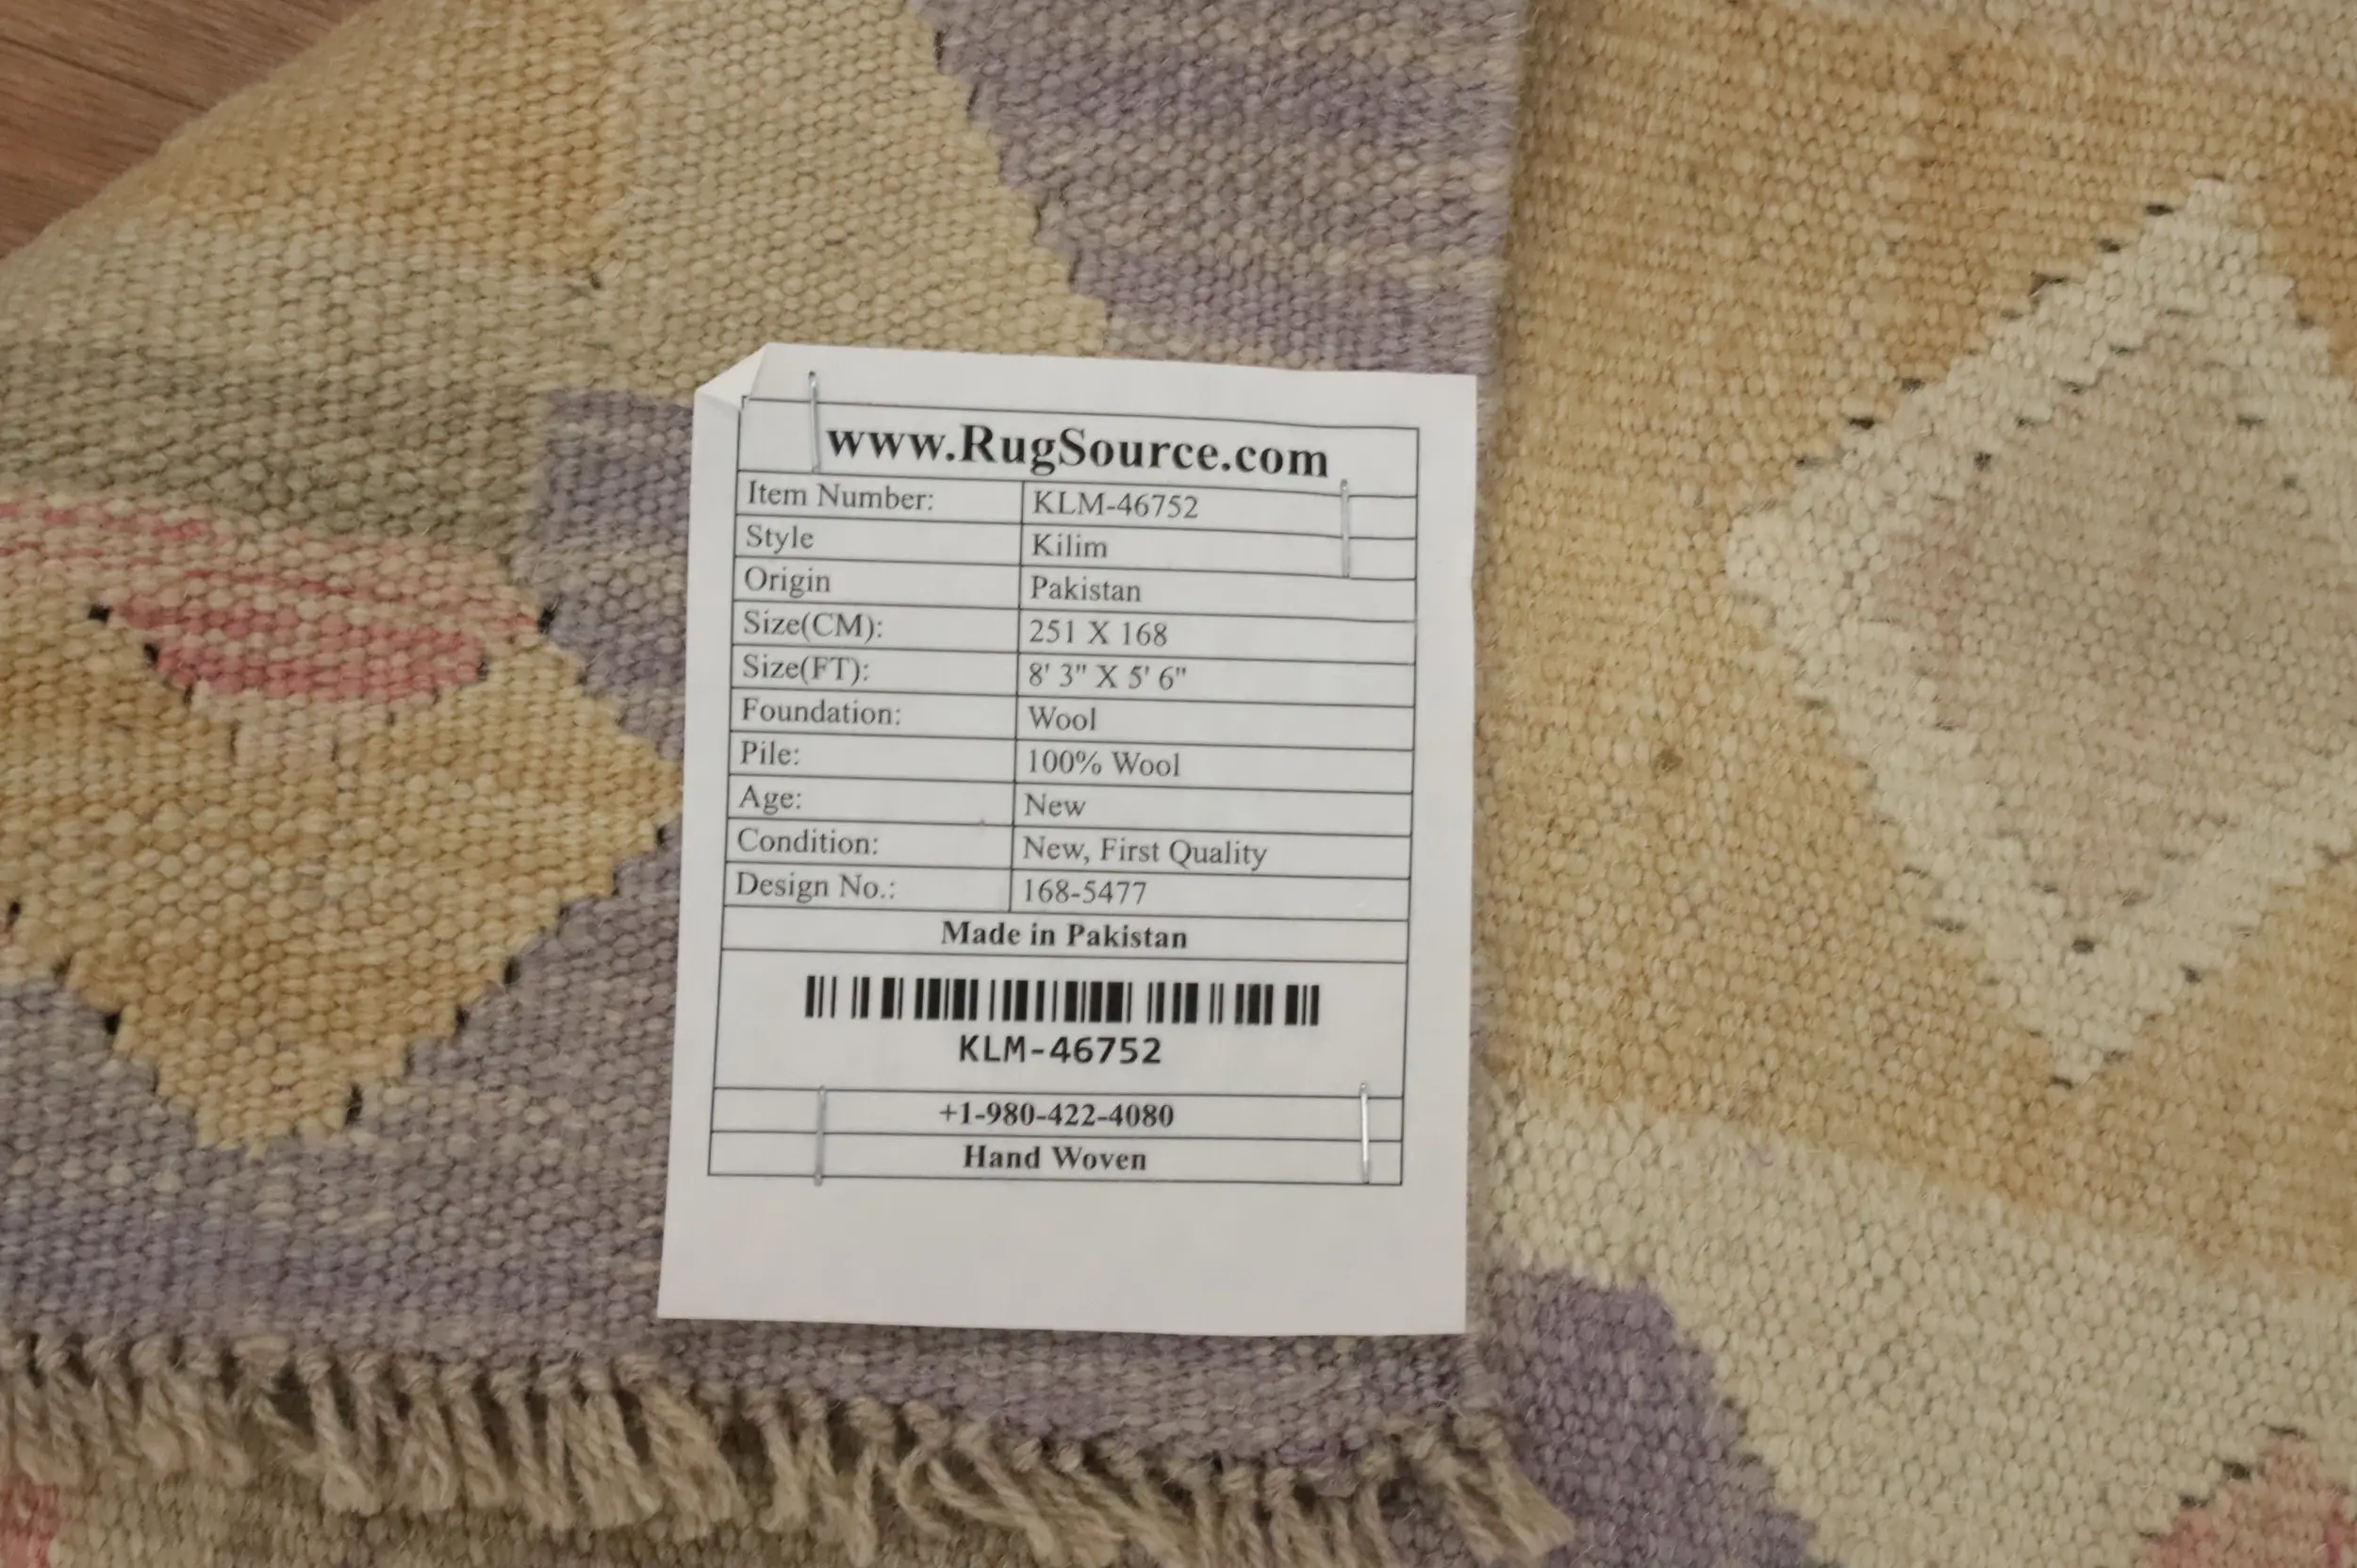 www.RugSource.com
Item Number: KLM-46752
Style Kilim
Origin Pakistan
Size(CM): 251 X 168
Size(FT): 8' 3" X 5' 6"
Foundation: Wool
Pile: 100% Wool
Age: New
Condition: New, First Quality
Design No.: 168-5477
Made in Pakistan
KLM-46752
+1-980-422-4080
Hand Woven